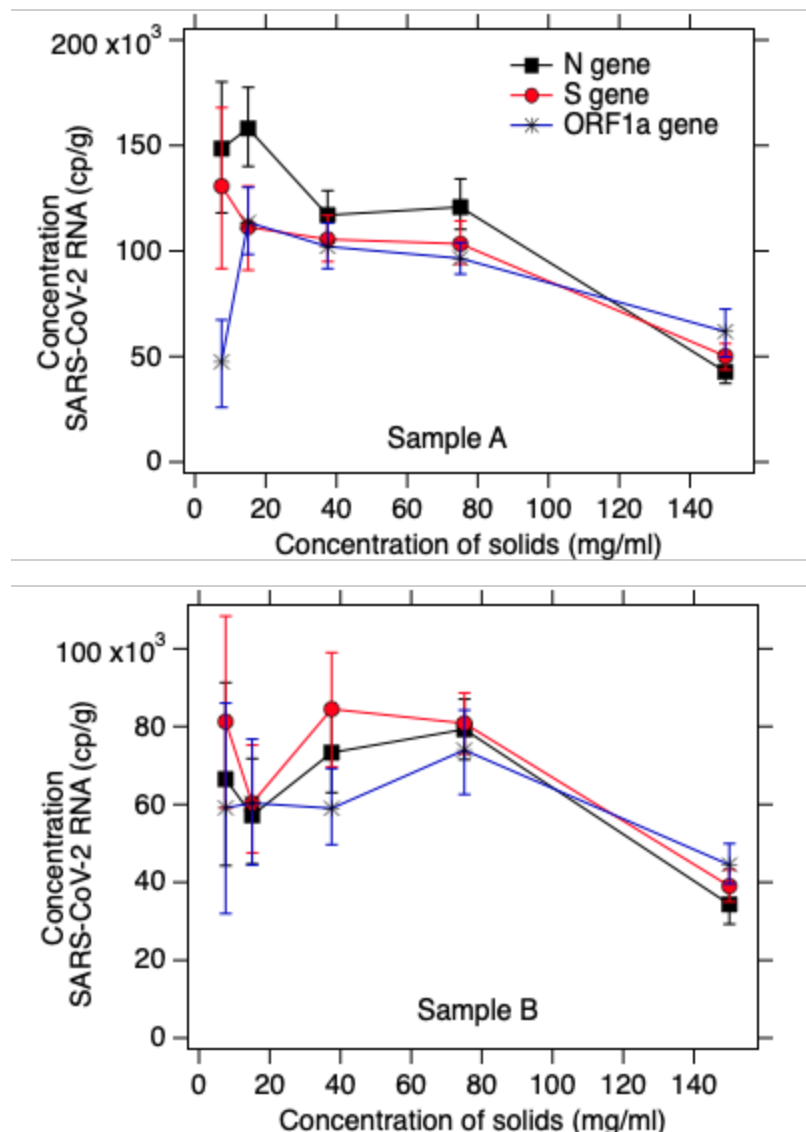 200 x10³
150
100
50
0
Concentration
SARS-CoV-2 RNA (cp/g)
N gene
S gene
ORF1a gene
Sample A
0 20 40 60 80 100 120 140
Concentration of solids (mg/ml)
100 x10³
80
60
40
20
0
Concentration
SARS-CoV-2 RNA (cp/g)
Sample B
0 20 40 60 80 100 120 140
Concentration of solids (mg/ml)